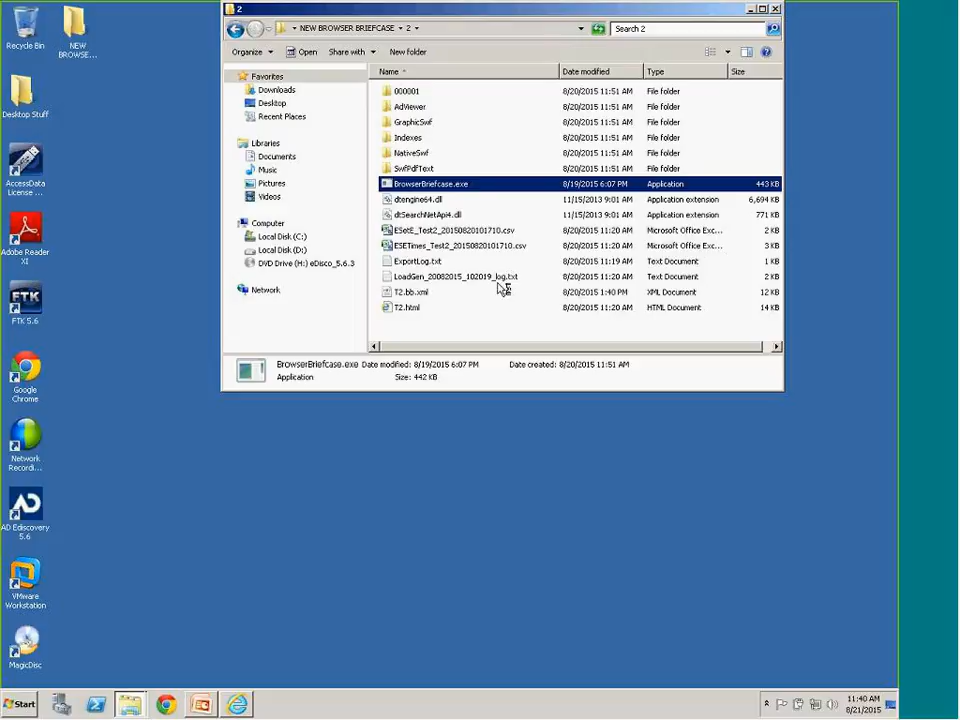 Recycle Bin
NEW
BROWSE...
Desktop Stuff
AccessData
License ...
Adobe Reader
XI
FTK
FTK 5.6
Google
Chrome
Network
Recordi...
AD
AD Ediscovery
5.6
VMware
Workstation
MagicDisc
2
NEW BROWSER BRIEFCASE 2
Search 2
Organize Open Share with New folder
Favorites
Downloads
Desktop
Recent Places
Libraries
Documents
Music
Pictures
Videos
Computer
Local Disk (C:)
Local Disk (D:)
DVD Drive (H:) eDisco_5.6.3
Network
Name Date modified Type Size
000001 8/20/2015 11:51 AM File folder
AdViewer 8/20/2015 11:51 AM File folder
GraphicSwf 8/20/2015 11:51 AM File folder
Indexes 8/20/2015 11:51 AM File folder
NativeSwf 8/20/2015 11:51 AM File folder
SwfPdfText 8/20/2015 11:51 AM File folder
BrowserBriefcase.exe 8/19/2015 6:07 PM Application 443 KB
dtengine64.dll 11/15/2013 9:01 AM Application extension 6,694 KB
dtSearchNetApi4.dll 11/15/2013 9:01 AM Application extension 771 KB
ESetE_Test2_20150820101710.csv 8/20/2015 11:20 AM Microsoft Office Exc... 2 KB
ESETimes_Test2_20150820101710.csv 8/20/2015 11:20 AM Microsoft Office Exc... 3 KB
ExportLog.txt 8/20/2015 11:19 AM Text Document 1 KB
LoadGen_20082015_102019_log.txt 8/20/2015 11:20 AM Text Document 2 KB
T2.bb.xml 8/20/2015 1:40 PM XML Document 12 KB
T2.html 8/20/2015 11:20 AM HTML Document 14 KB
BrowserBriefcase.exe Date modified: 8/19/2015 6:07 PM Date created: 8/20/2015 11:51 AM
Application Size: 442 KB
Start
11:40 AM
8/21/2015